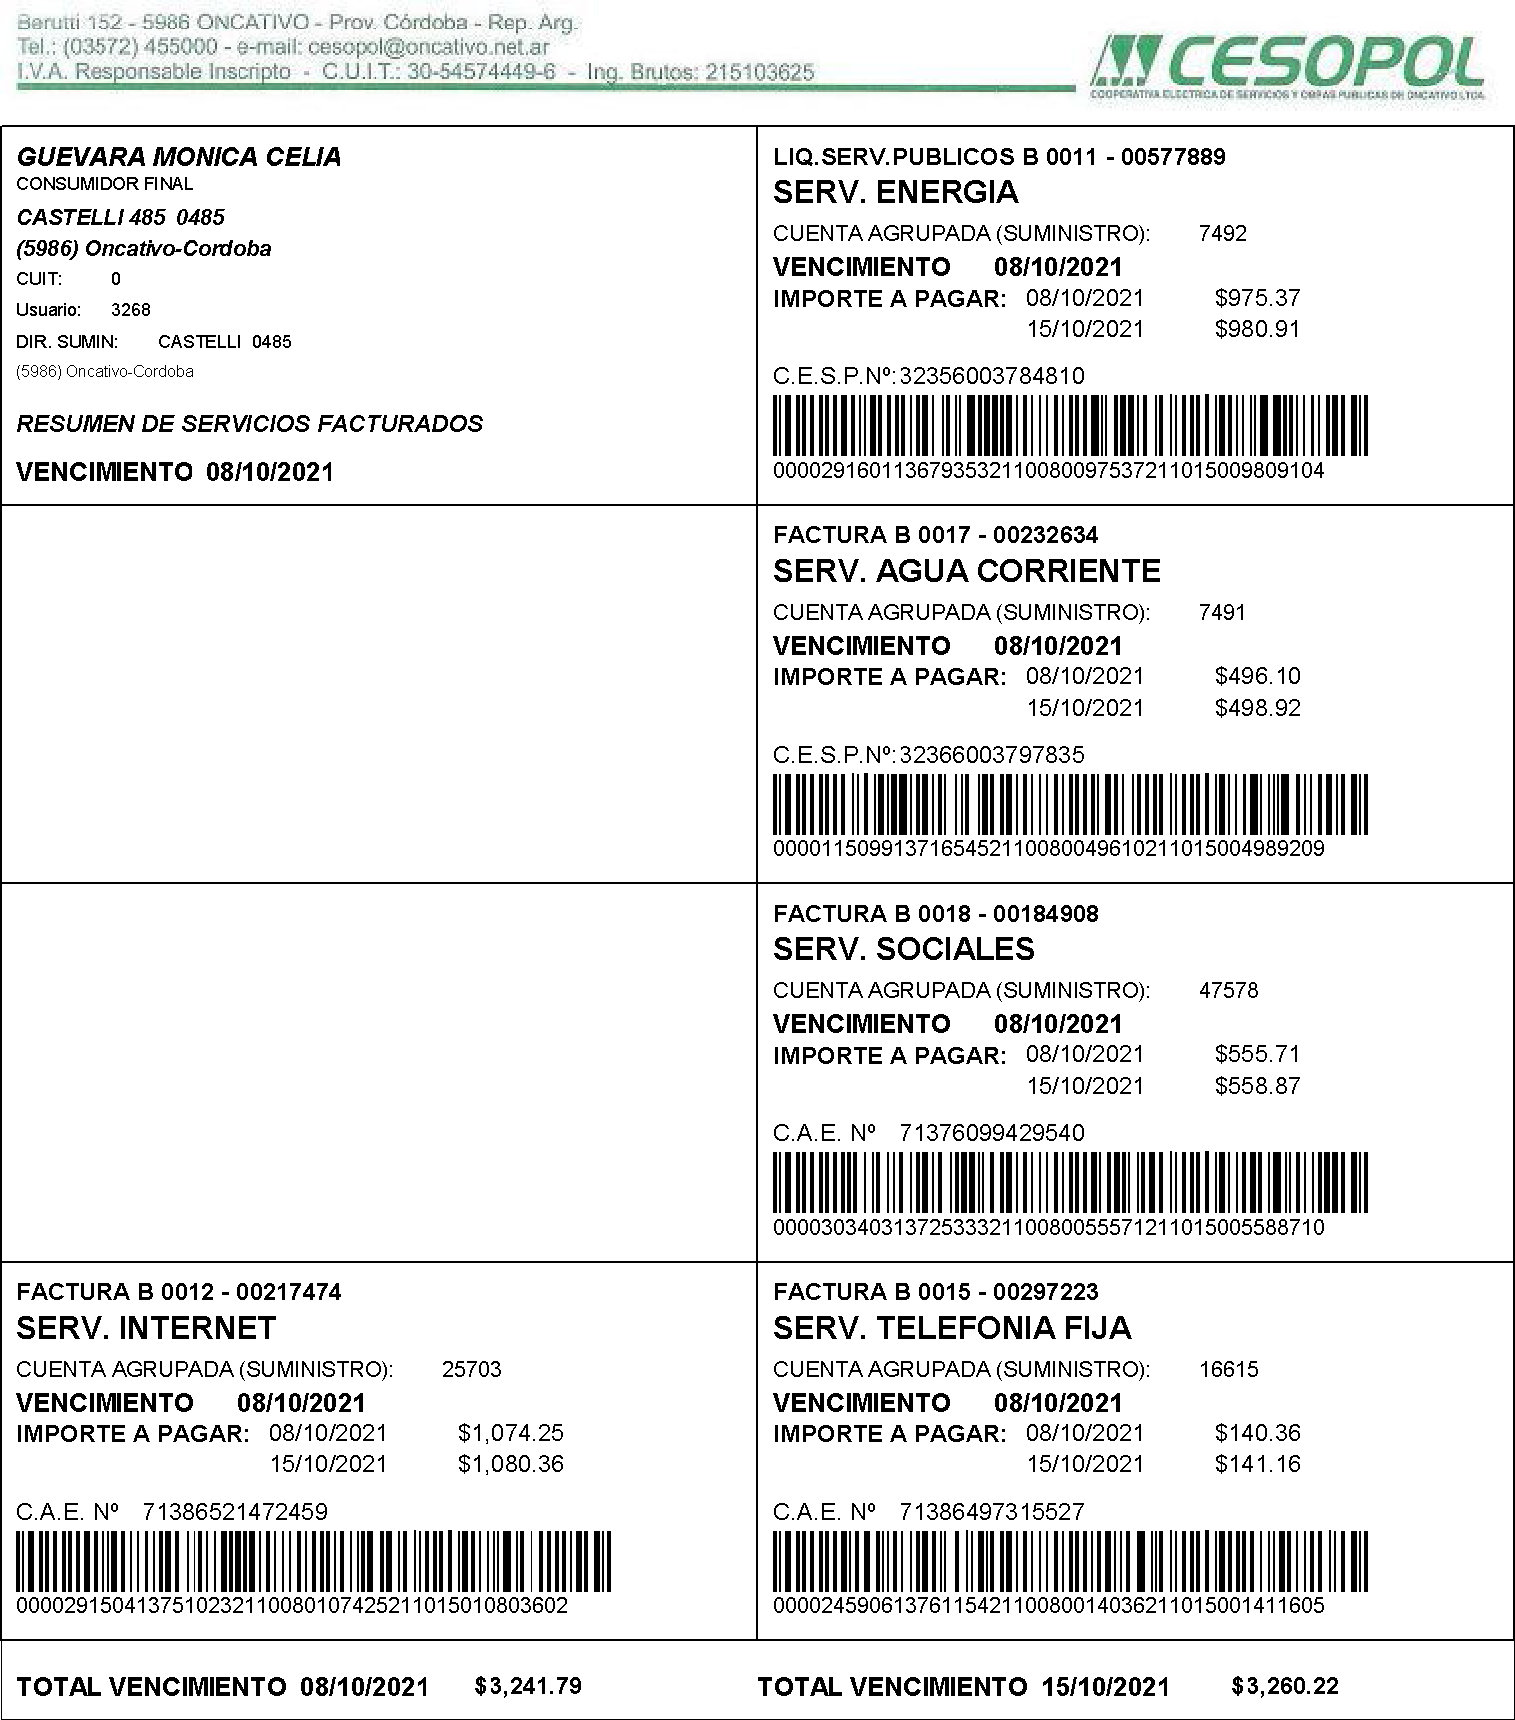 Berutti 152 - 5986 ONCATIVO - Prov. Córdoba - Rep. Arg.
Tel.: (03572) 455000 - e-mail: cesopol@oncativo.net.ar
I.V.A. Responsable Inscripto - C.U.I.T.: 30-54574449-6 - Ing. Brutos: 215103625
CESOPOL
COOPERATIVA ELECTRICA DE SERVICIOS Y OBRAS PUBLICAS DE ONCATIVO LTDA.
GUEVARA MONICA CELIA
CONSUMIDOR FINAL
CASTELLI 485 0485
(5986) Oncativo-Cordoba
CUIT: 0
Usuario: 3268
DIR. SUMIN: CASTELLI 0485
(5986) Oncativo-Cordoba
RESUMEN DE SERVICIOS FACTURADOS
VENCIMIENTO 08/10/2021
LIQ.SERV.PUBLICOS B 0011 - 00577889
SERV. ENERGIA
CUENTA AGRUPADA (SUMINISTRO): 7492
VENCIMIENTO 08/10/2021
IMPORTE A PAGAR: 08/10/2021 $975.37
15/10/2021 $980.91
C.E.S.P.Nº:32356003784810
0000291601136793532110080097537211015009809104
FACTURA B 0017 - 00232634
SERV. AGUA CORRIENTE
CUENTA AGRUPADA (SUMINISTRO): 7491
VENCIMIENTO 08/10/2021
IMPORTE A PAGAR: 08/10/2021 $496.10
15/10/2021 $498.92
C.E.S.P.Nº:32366003797835
0000115099137165452110080049610211015004989209
FACTURA B 0018 - 00184908
SERV. SOCIALES
CUENTA AGRUPADA (SUMINISTRO): 47578
VENCIMIENTO 08/10/2021
IMPORTE A PAGAR: 08/10/2021 $555.71
15/10/2021 $558.87
C.A.E. Nº 71376099429540
0000303403137253332110080055571211015005588710
FACTURA B 0012 - 00217474
SERV. INTERNET
CUENTA AGRUPADA (SUMINISTRO): 25703
VENCIMIENTO 08/10/2021
IMPORTE A PAGAR: 08/10/2021 $1,074.25
15/10/2021 $1,080.36
C.A.E. Nº 71386521472459
0000291504137510232110080107425211015010803602
FACTURA B 0015 - 00297223
SERV. TELEFONIA FIJA
CUENTA AGRUPADA (SUMINISTRO): 16615
VENCIMIENTO 08/10/2021
IMPORTE A PAGAR: 08/10/2021 $140.36
15/10/2021 $141.16
C.A.E. Nº 71386497315527
0000245906137611542110080014036211015001411605
TOTAL VENCIMIENTO 08/10/2021 $3,241.79
TOTAL VENCIMIENTO 15/10/2021 $3,260.22